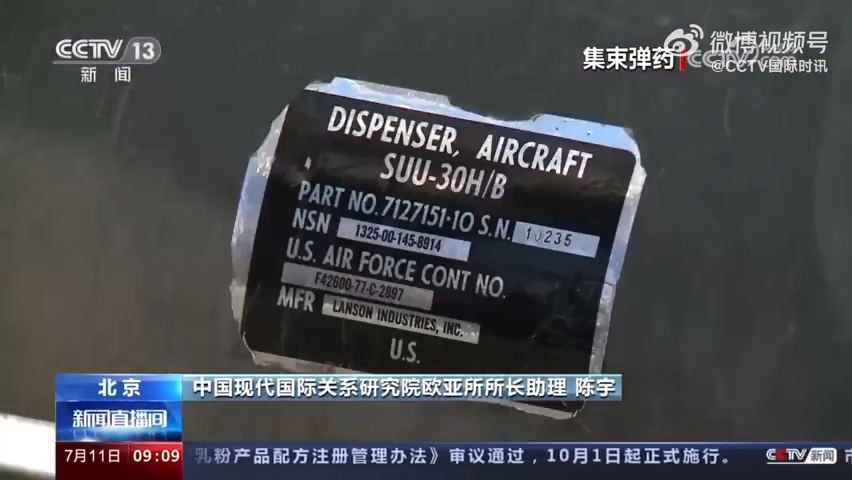 CCTV 13
新闻
集束弹药
微博视频号
@CCTV国际时讯
DISPENSER, AIRCRAFT
SUU-30H/B
PART NO. 7127151-10 S.N. 10235
NSN 1325-00-145-8914
U.S. AIR FORCE CONT NO.
F42600-77-C-2897
MFR LANSON INDUSTRIES, INC.
U.S.
北京
中国现代国际关系研究院欧亚所所长助理 陈宇
新闻直播间
7月11日 09:09
乳粉产品配方注册管理办法》审议通过，10月1日起正式施行。
CCTV 新闻